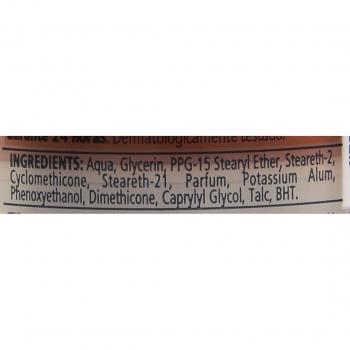 durante 24 horas. Dermatologicamente testado.
INGREDIENTS: Aqua, Glycerin, PPG-15 Stearyl Ether, Steareth-2,
Cyclomethicone, Steareth-21, Parfum, Potassium Alum,
Phenoxyethanol, Dimethicone, Caprylyl Glycol, Talc, BHT.